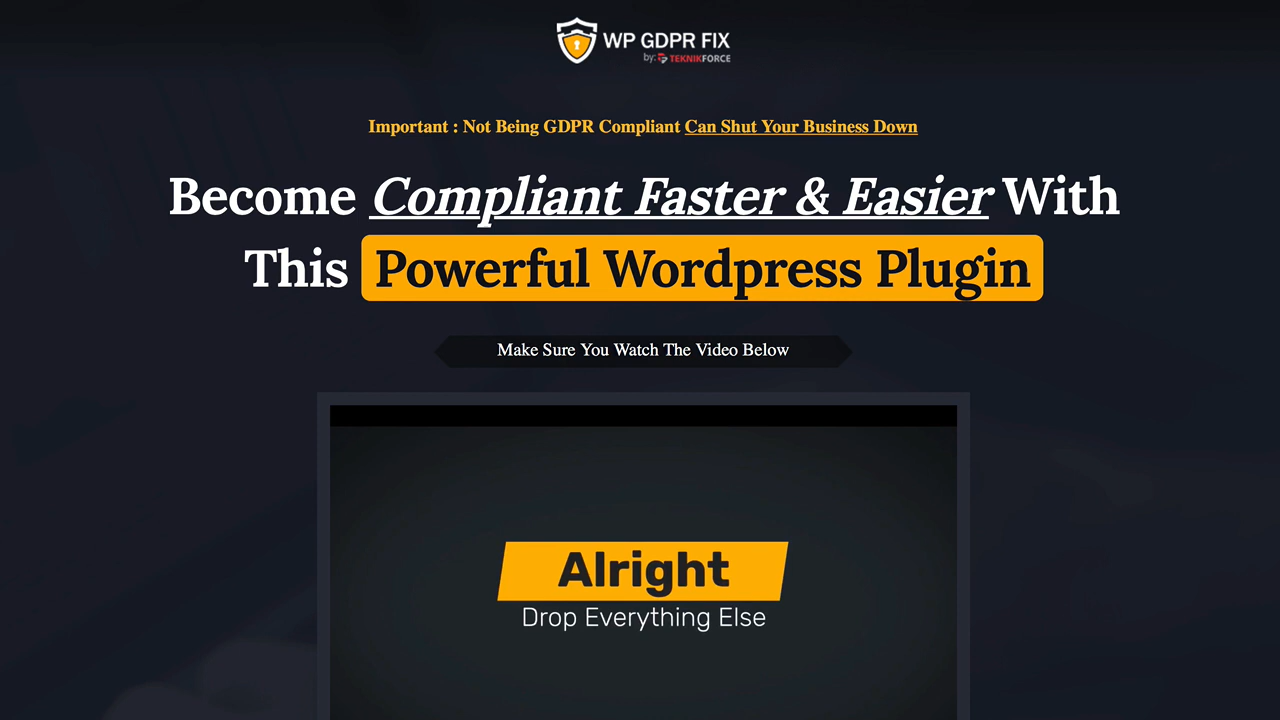 WP GDPR FIX
by: TEKNIKFORCE
Important : Not Being GDPR Compliant Can Shut Your Business Down
Become Compliant Faster & Easier With
This Powerful Wordpress Plugin
Make Sure You Watch The Video Below
Alright
Drop Everything Else